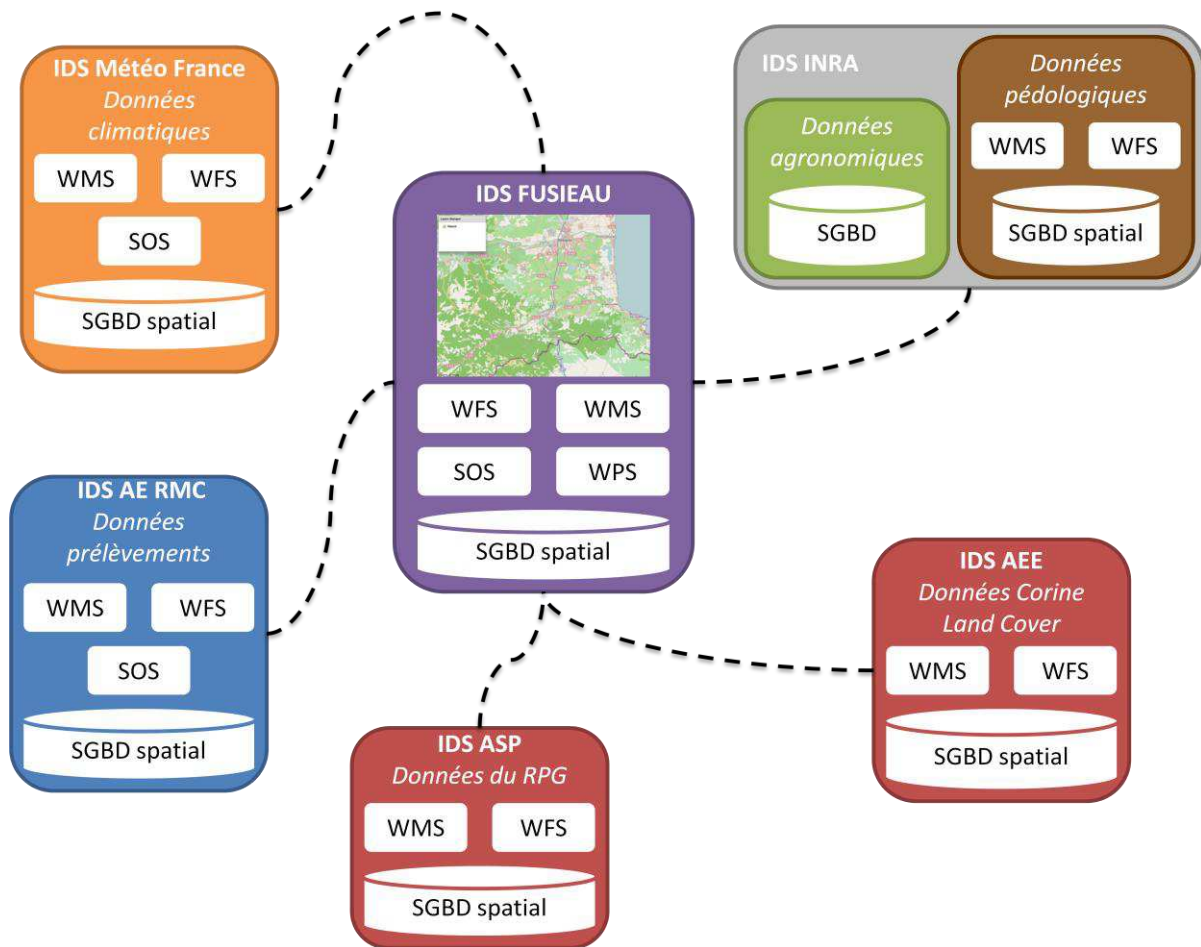 IDS Météo France
Données
climatiques
WMS
WFS
SOS
SGBD spatial
IDS INRA
Données
agronomiques
SGBD
Données
pédologiques
WMS
WFS
SGBD spatial
IDS FUSIEAU
WFS
WMS
SOS
WPS
SGBD spatial
IDS AE RMC
Données
prélèvements
WMS
WFS
SOS
SGBD spatial
IDS ASP
Données du RPG
WMS
WFS
SGBD spatial
IDS AEE
Données Corine
Land Cover
WMS
WFS
SGBD spatial